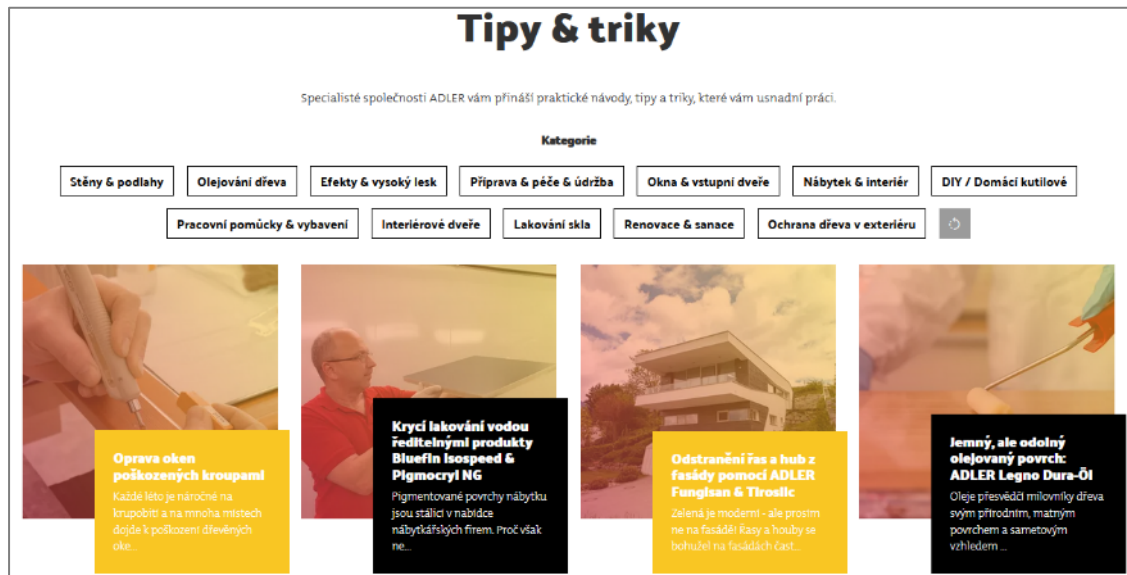 Tipy & triky
Specialisté společnosti ADLER vám přináší praktické návody, tipy a triky, které vám usnadní práci.
Kategorie
Stěny & podlahy
Olejování dřeva
Efekty & vysoký lesk
Příprava & péče & údržba
Okna & vstupní dveře
Nábytek & interiér
DIY / Domácí kutilové
Pracovní pomůcky & vybavení
Interiérové dveře
Lakování skla
Renovace & sanace
Ochrana dřeva v exteriéru
Oprava oken
poškozených kroupami
Každé léto je náročné na
krupobití a na mnoha místech
dojde k poškození dřevěných
oke...
Krycí lakování vodou
ředitelnými produkty
Bluefin Isospeed &
Pigmocryl NG
Pigmentované povrchy nábytku
jsou stálicí v nabídce
nábytkářských firem. Proč však
ne...
Odstranění řas a hub z
fasády pomocí ADLER
Fungisan & Tirosilc
Zelená je moderní - ale prosím
ne na fasádě! Řasy a houby se
bohužel na fasádách čast...
Jemný, ale odolný
olejovaný povrch:
ADLER Legno Dura-Öl
Oleje přesvědčí milovníky dřeva
svým přírodním, matným
povrchem a sametovým
vzhledem ...